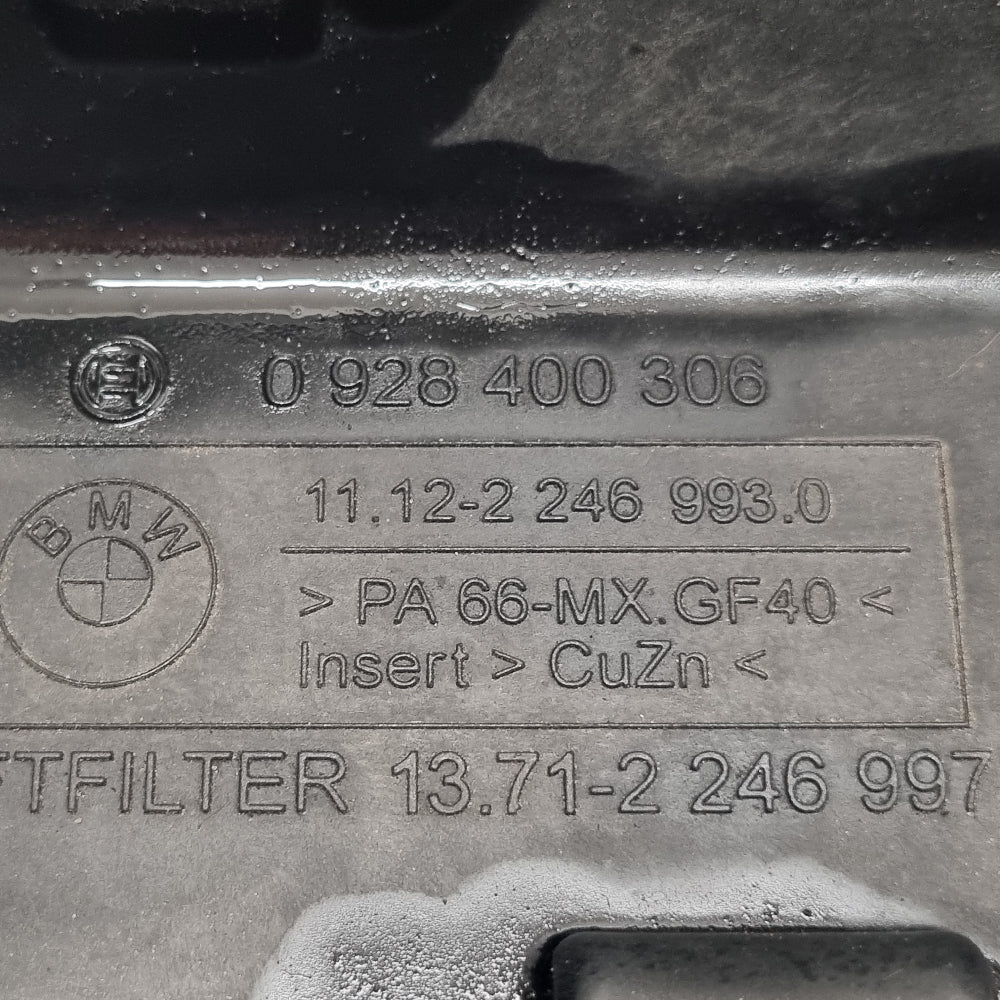 0 928 400 306
BMW
11.12-2 246 993.0
> PA 66-MX.GF40 <
Insert > CuZn <
FTFILTER 13.71-2 246 997